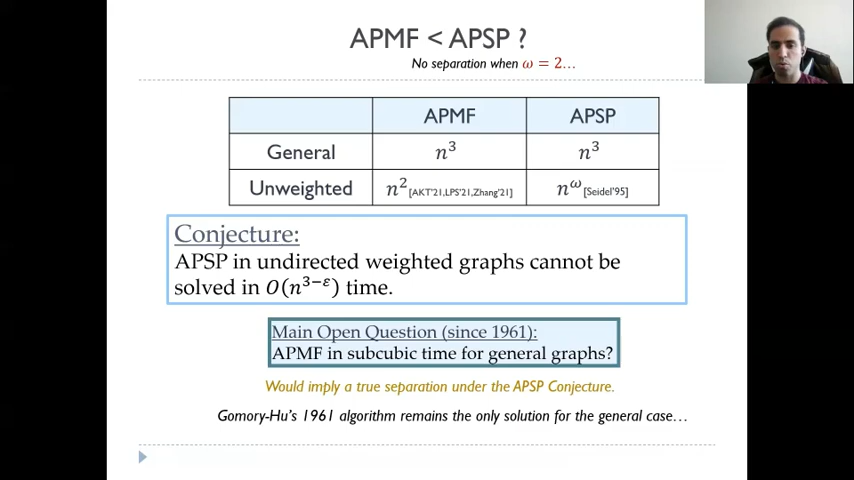 APMF < APSP ?
No separation when ω = 2…
APMF APSP
General n³ n³
Unweighted n² [AKT'21,LPS'21,Zhang'21] n^ω [Seidel'95]
Conjecture:
APSP in undirected weighted graphs cannot be
solved in O(n^{3−ε}) time.
Main Open Question (since 1961):
APMF in subcubic time for general graphs?
Would imply a true separation under the APSP Conjecture.
Gomory-Hu's 1961 algorithm remains the only solution for the general case…